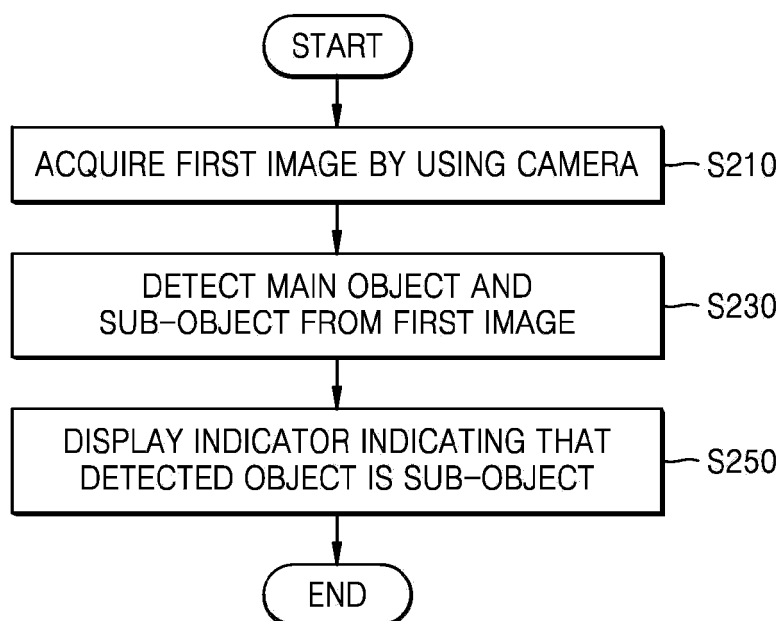 START
ACQUIRE FIRST IMAGE BY USING CAMERA
S210
DETECT MAIN OBJECT AND
SUB-OBJECT FROM FIRST IMAGE
S230
DISPLAY INDICATOR INDICATING THAT
DETECTED OBJECT IS SUB-OBJECT
S250
END